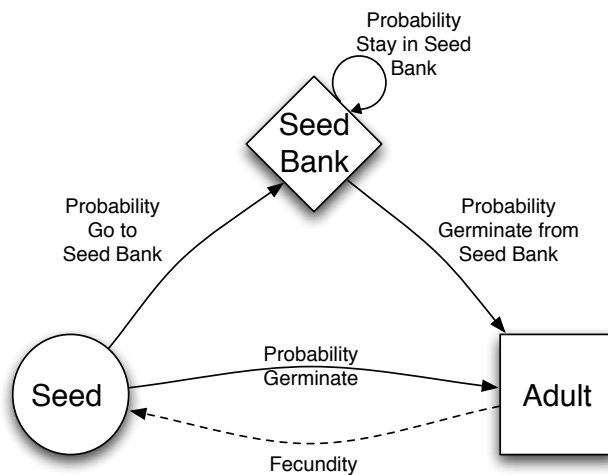 Probability
Stay in Seed
Bank
Seed
Bank
Probability
Go to
Seed Bank
Probability
Germinate from
Seed Bank
Probability
Germinate
Seed
Adult
Fecundity